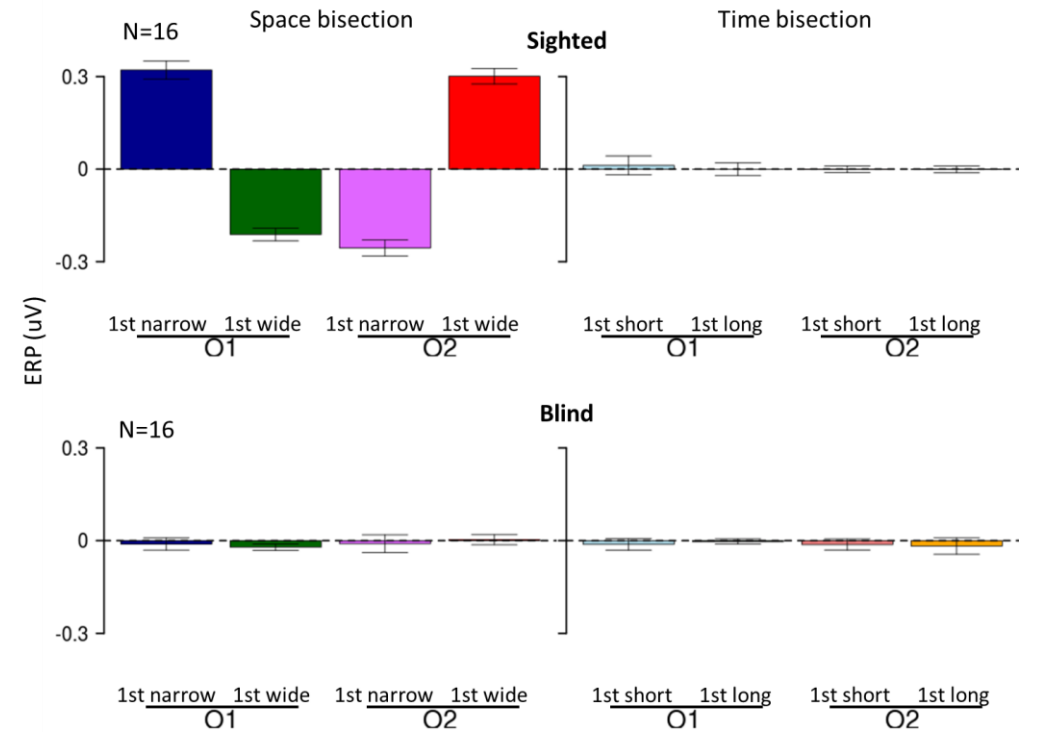 Space bisection
Time bisection
N=16
Sighted
0.3
0
-0.3
1st narrow 1st wide 1st narrow 1st wide
1st short 1st long 1st short 1st long
O1 O2 O1 O2
ERP (uV)
Blind
N=16
0.3
0
-0.3
1st narrow 1st wide 1st narrow 1st wide
1st short 1st long 1st short 1st long
O1 O2 O1 O2